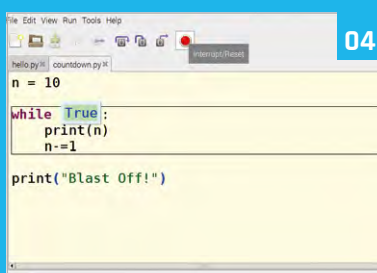 File Edit View Run Tools Help
04
Interrupt/Reset
hello.py × countdown.py ×
n = 10
while True:
print(n)
n-=1
print("Blast Off!")